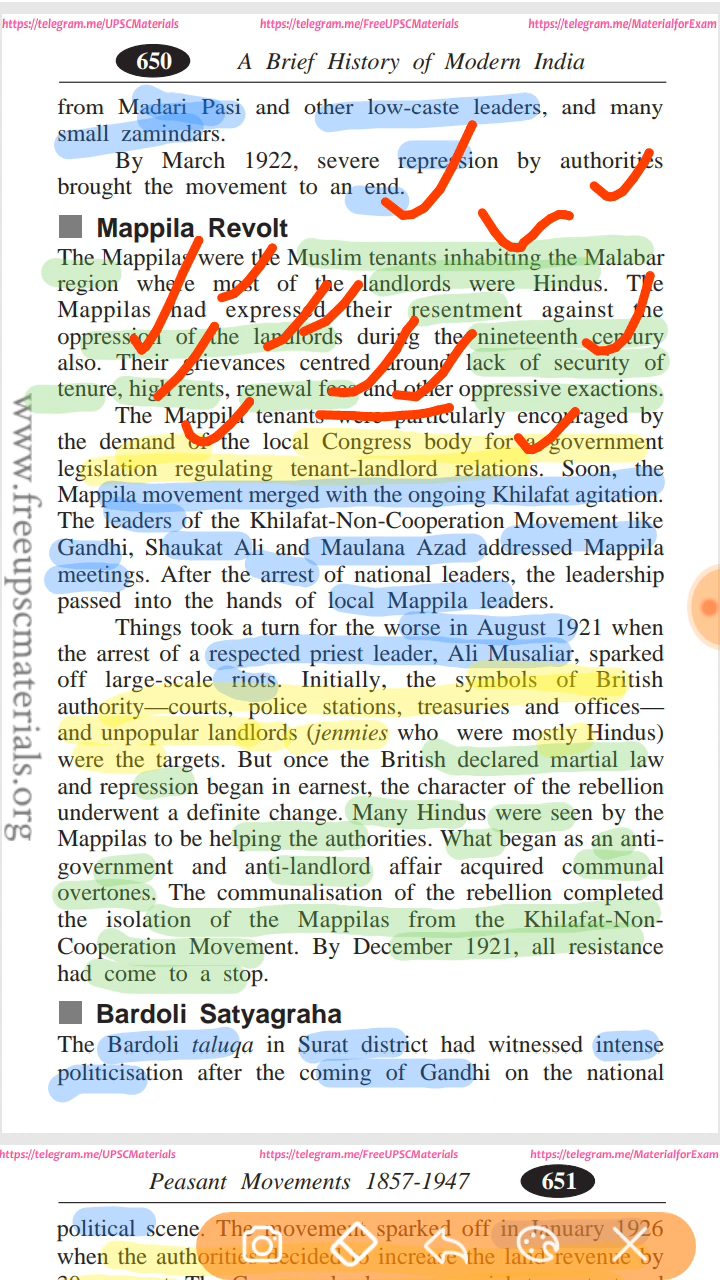 https://telegram.me/UPSCMaterials https://telegram.me/FreeUPSCMaterials https://telegram.me/MaterialforExam
650 A Brief History of Modern India
from Madari Pasi and other low-caste leaders, and many
small zamindars.
By March 1922, severe repression by authorities
brought the movement to an end.
Mappila Revolt
The Mappilas were the Muslim tenants inhabiting the Malabar
region where most of the landlords were Hindus. The
Mappilas had expressed their resentment against the
oppression of the landlords during the nineteenth century
also. Their grievances centred around lack of security of
tenure, high rents, renewal fees and other oppressive exactions.
The Mappila tenants were particularly encouraged by
the demand of the local Congress body for a government
legislation regulating tenant-landlord relations. Soon, the
Mappila movement merged with the ongoing Khilafat agitation.
The leaders of the Khilafat-Non-Cooperation Movement like
Gandhi, Shaukat Ali and Maulana Azad addressed Mappila
meetings. After the arrest of national leaders, the leadership
passed into the hands of local Mappila leaders.
Things took a turn for the worse in August 1921 when
the arrest of a respected priest leader, Ali Musaliar, sparked
off large-scale riots. Initially, the symbols of British
authority—courts, police stations, treasuries and offices—
and unpopular landlords (jenmies who were mostly Hindus)
were the targets. But once the British declared martial law
and repression began in earnest, the character of the rebellion
underwent a definite change. Many Hindus were seen by the
Mappilas to be helping the authorities. What began as an anti-
government and anti-landlord affair acquired communal
overtones. The communalisation of the rebellion completed
the isolation of the Mappilas from the Khilafat-Non-
Cooperation Movement. By December 1921, all resistance
had come to a stop.
Bardoli Satyagraha
The Bardoli taluqa in Surat district had witnessed intense
politicisation after the coming of Gandhi on the national
www.freeupscmaterials.org
https://telegram.me/UPSCMaterials https://telegram.me/FreeUPSCMaterials https://telegram.me/MaterialforExam
Peasant Movements 1857-1947 651
political scene. The movement sparked off in January 1926
when the authorities decided to increase the land revenue by